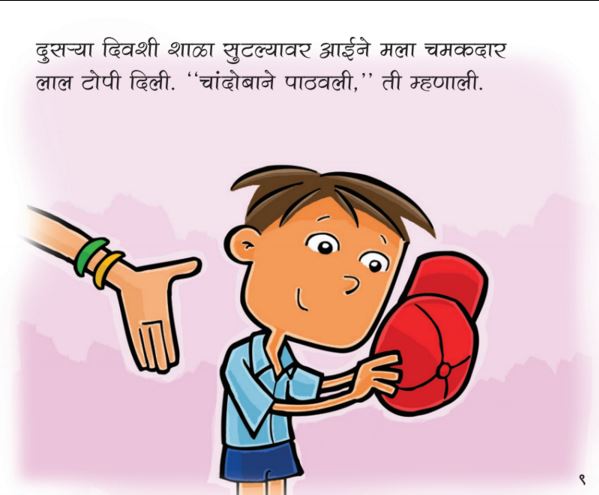 दुसऱ्या दिवशी शाळा सुटल्यावर आईने मला चमकदार
लाल टोपी दिली. ‘‘चांदोबाने पाठवली,’’ ती म्हणाली.
९